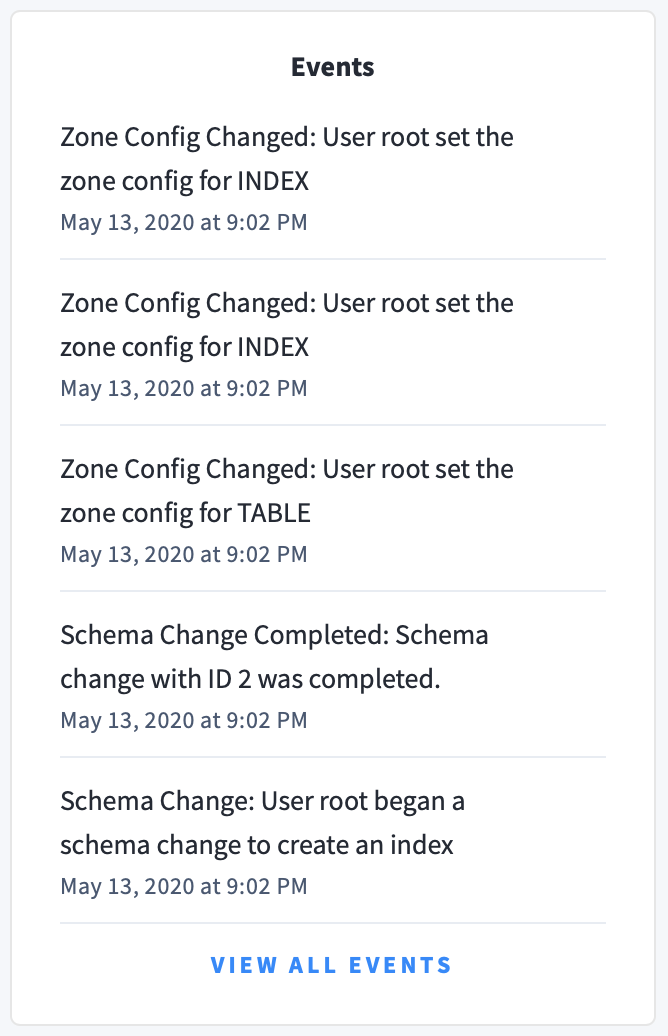 Events
Zone Config Changed: User root set the
zone config for INDEX
May 13, 2020 at 9:02 PM
Zone Config Changed: User root set the
zone config for INDEX
May 13, 2020 at 9:02 PM
Zone Config Changed: User root set the
zone config for TABLE
May 13, 2020 at 9:02 PM
Schema Change Completed: Schema
change with ID 2 was completed.
May 13, 2020 at 9:02 PM
Schema Change: User root began a
schema change to create an index
May 13, 2020 at 9:02 PM
VIEW ALL EVENTS